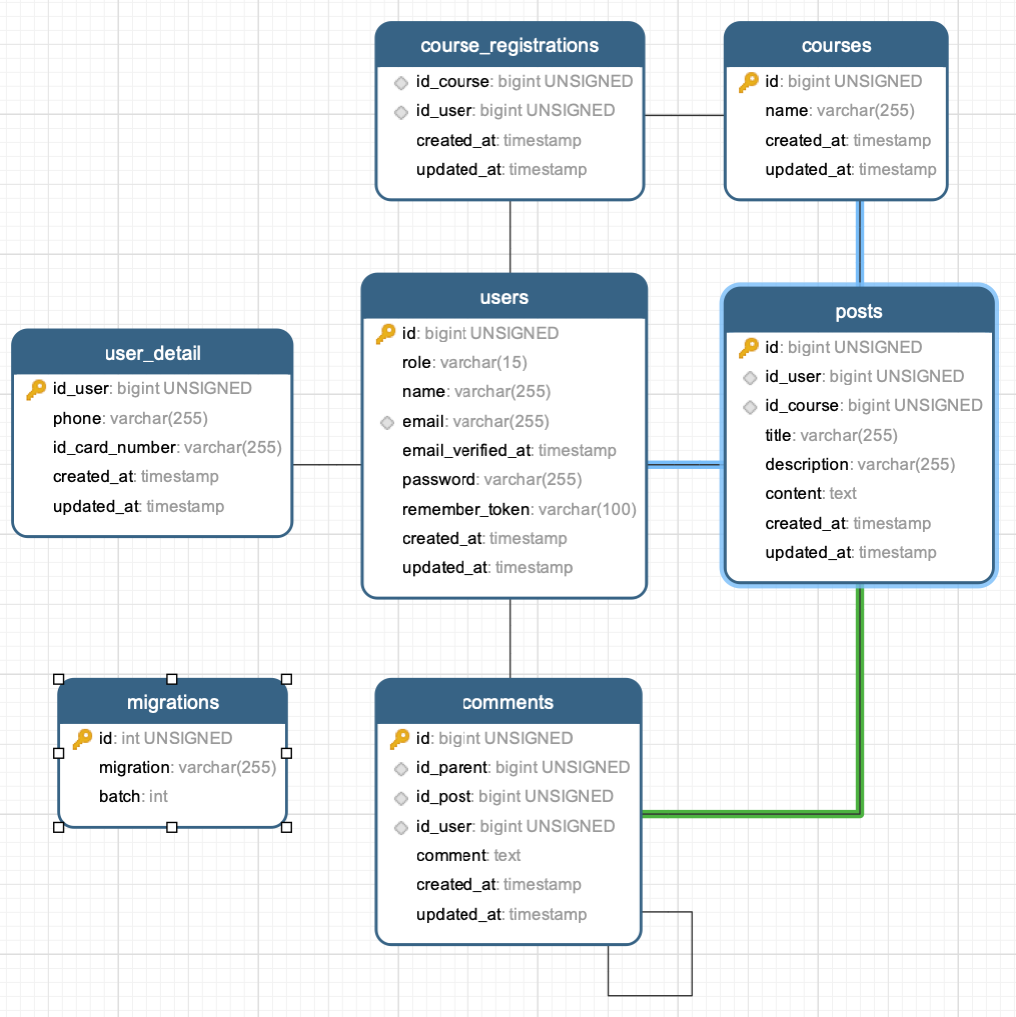 course_registrations
id_course: bigint UNSIGNED
id_user: bigint UNSIGNED
created_at: timestamp
updated_at: timestamp
courses
id: bigint UNSIGNED
name: varchar(255)
created_at: timestamp
updated_at: timestamp
user_detail
id_user: bigint UNSIGNED
phone: varchar(255)
id_card_number: varchar(255)
created_at: timestamp
updated_at: timestamp
users
id: bigint UNSIGNED
role: varchar(15)
name: varchar(255)
email: varchar(255)
email_verified_at: timestamp
password: varchar(255)
remember_token: varchar(100)
created_at: timestamp
updated_at: timestamp
posts
id: bigint UNSIGNED
id_user: bigint UNSIGNED
id_course: bigint UNSIGNED
title: varchar(255)
description: varchar(255)
content: text
created_at: timestamp
updated_at: timestamp
migrations
id: int UNSIGNED
migration: varchar(255)
batch: int
comments
id: bigint UNSIGNED
id_parent: bigint UNSIGNED
id_post: bigint UNSIGNED
id_user: bigint UNSIGNED
comment: text
created_at: timestamp
updated_at: timestamp